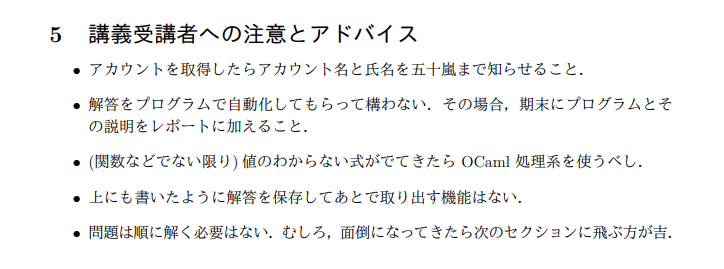 5 講義受講者への注意とアドバイス
• アカウントを取得したらアカウント名と氏名を五十嵐まで知らせること．
• 解答をプログラムで自動化してもらって構わない．その場合，期末にプログラムとそ
の説明をレポートに加えること．
• (関数などでない限り) 値のわからない式がでてきたら OCaml 処理系を使うべし．
• 上にも書いたように解答を保存してあとで取り出す機能はない．
• 問題は順に解く必要はない．むしろ，面倒になってきたら次のセクションに飛ぶ方が吉．